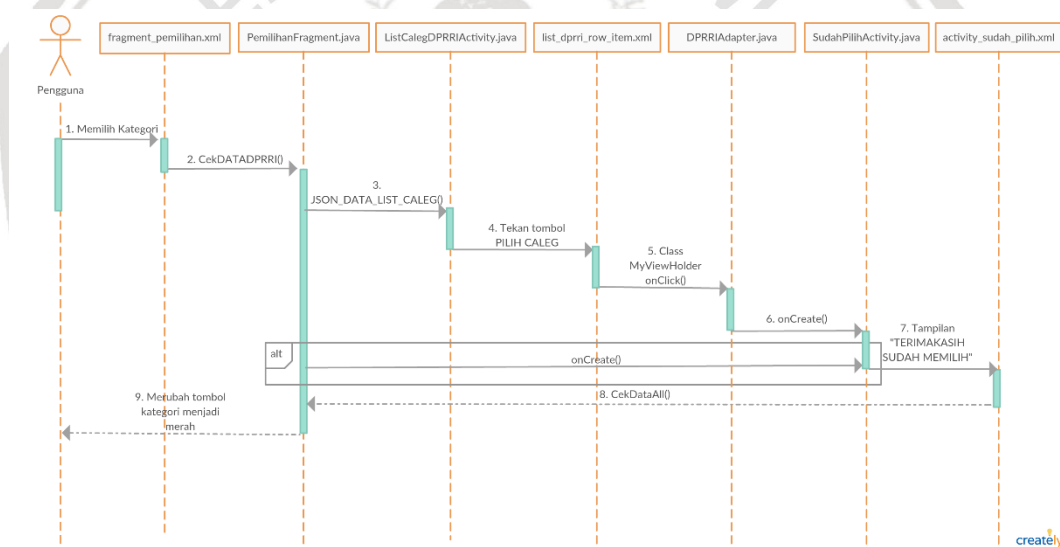 fragment_pemilihan.xml
PemilihanFragment.java
ListCalegDPRRIActivity.java
list_dprri_row_item.xml
DPRRIAdapter.java
SudahPilihActivity.java
activity_sudah_pilih.xml
Pengguna
1. Memilih Kategori
2. CekDATADPRRI()
3.
JSON_DATA_LIST_CALEG()
4. Tekan tombol
PILIH CALEG
5. Class
MyViewHolder
onClick()
6. onCreate()
7. Tampilan
"TERIMAKASIH
SUDAH MEMILIH"
alt
onCreate()
8. CekDataAll()
9. Merubah tombol
kategori menjadi
merah
creately